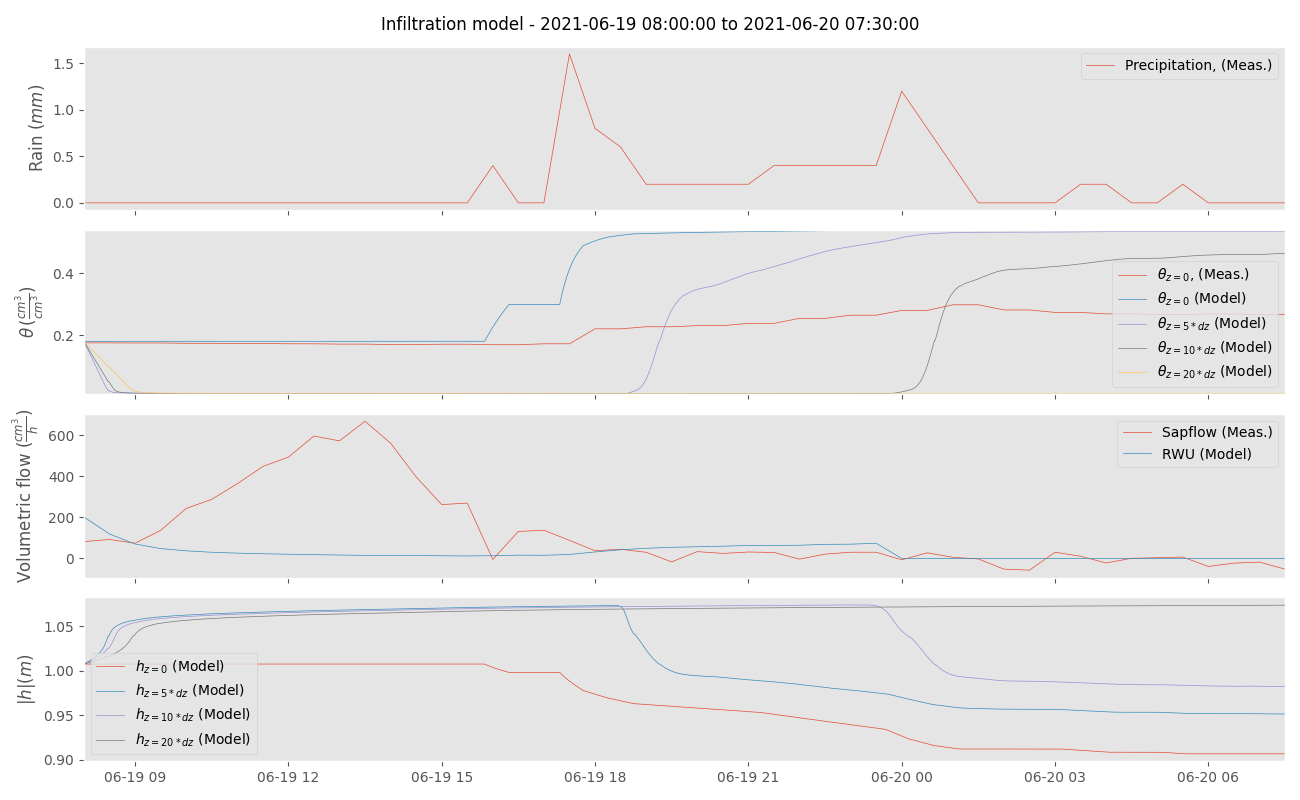 Infiltration model - 2021-06-19 08:00:00 to 2021-06-20 07:30:00
Rain (mm)
1.5
1.0
0.5
0.0
Precipitation, (Meas.)
θ (cm³/cm³)
0.4
0.2
θz=0, (Meas.)
θz=0 (Model)
θz=5*dz (Model)
θz=10*dz (Model)
θz=20*dz (Model)
Volumetric flow (cm³/h)
600
400
200
0
Sapflow (Meas.)
RWU (Model)
|h|(m)
1.05
1.00
0.95
0.90
hz=0 (Model)
hz=5*dz (Model)
hz=10*dz (Model)
hz=20*dz (Model)
06-19 09 06-19 12 06-19 15 06-19 18 06-19 21 06-20 00 06-20 03 06-20 06